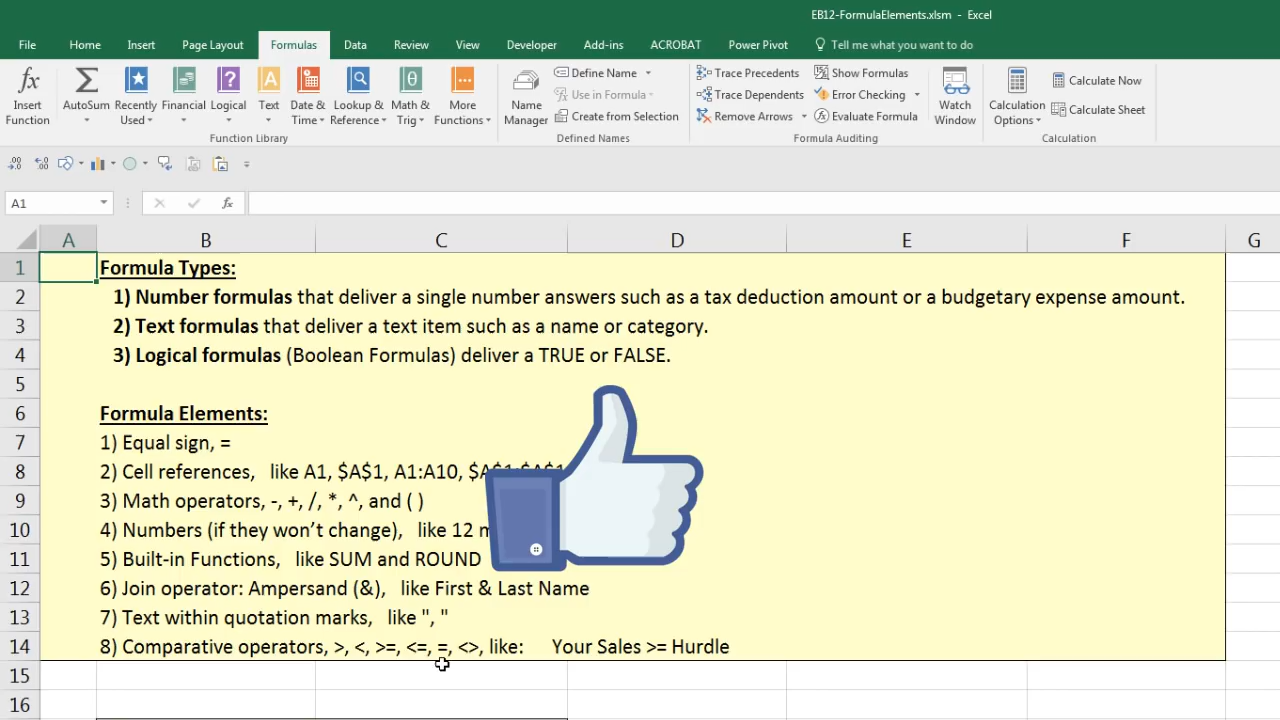 EB12-FormulaElements.xlsm - Excel
File Home Insert Page Layout Formulas Data Review View Developer Add-ins ACROBAT Power Pivot Tell me what you want to do
Insert Function
AutoSum
Recently Used
Financial
Logical
Text
Date & Time
Lookup & Reference
Math & Trig
More Functions
Function Library
Name Manager
Define Name
Use in Formula
Create from Selection
Defined Names
Trace Precedents
Trace Dependents
Remove Arrows
Show Formulas
Error Checking
Evaluate Formula
Formula Auditing
Watch Window
Calculation Options
Calculate Now
Calculate Sheet
Calculation
A1
fx
A B C D E F G
1 Formula Types:
2 1) Number formulas that deliver a single number answers such as a tax deduction amount or a budgetary expense amount.
3 2) Text formulas that deliver a text item such as a name or category.
4 3) Logical formulas (Boolean Formulas) deliver a TRUE or FALSE.
5
6 Formula Elements:
7 1) Equal sign, =
8 2) Cell references, like A1, $A$1, A1:A10,
9 3) Math operators, -, +, /, *, ^, and ( )
10 4) Numbers (if they won’t change), like 12
11 5) Built-in Functions, like SUM and ROUND
12 6) Join operator: Ampersand (&), like First & Last Name
13 7) Text within quotation marks, like ", "
14 8) Comparative operators, >, <, >=, <=, =, <>, like: Your Sales >= Hurdle
15
16